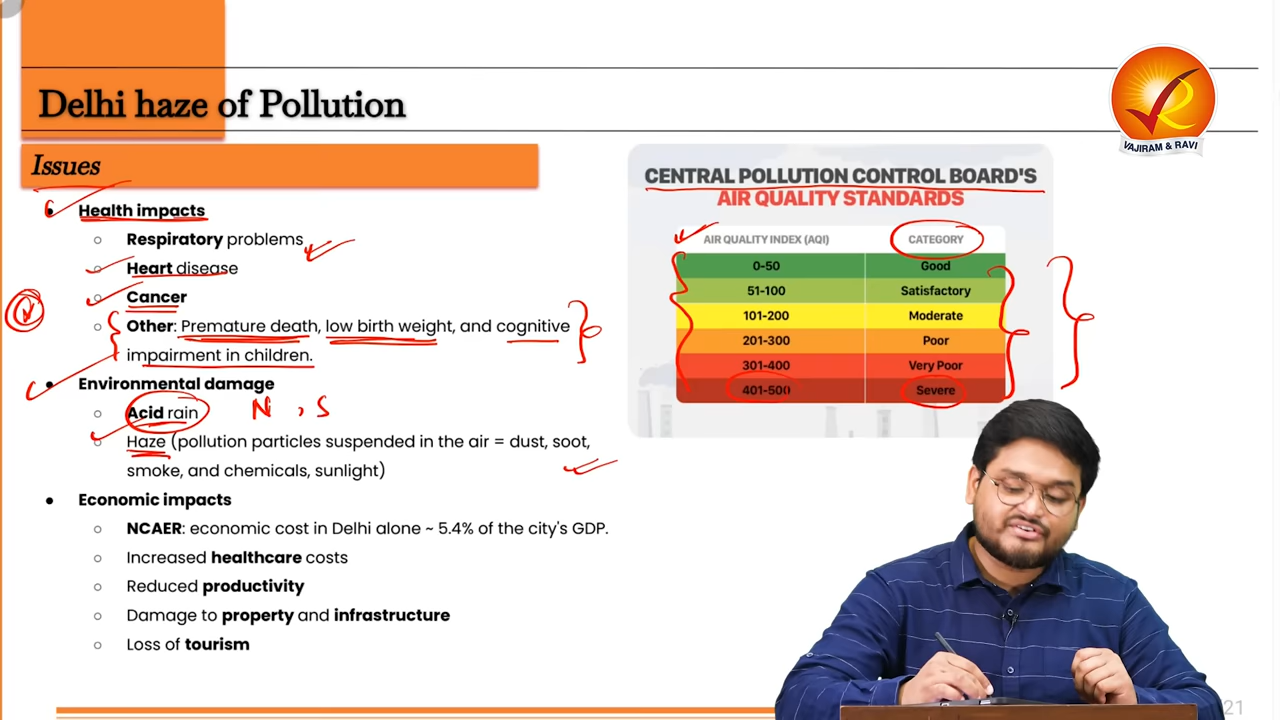 Delhi haze of Pollution
VAJIRAM & RAVI
Issues
Health impacts
Respiratory problems
Heart disease
Cancer
Other: Premature death, low birth weight, and cognitive
impairment in children.
Environmental damage
Acid rain N , S
Haze (pollution particles suspended in the air = dust, soot,
smoke, and chemicals, sunlight)
Economic impacts
NCAER: economic cost in Delhi alone ~ 5.4% of the city's GDP.
Increased healthcare costs
Reduced productivity
Damage to property and infrastructure
Loss of tourism
CENTRAL POLLUTION CONTROL BOARD'S
AIR QUALITY STANDARDS
AIR QUALITY INDEX (AQI) CATEGORY
0-50 Good
51-100 Satisfactory
101-200 Moderate
201-300 Poor
301-400 Very Poor
401-500 Severe
21